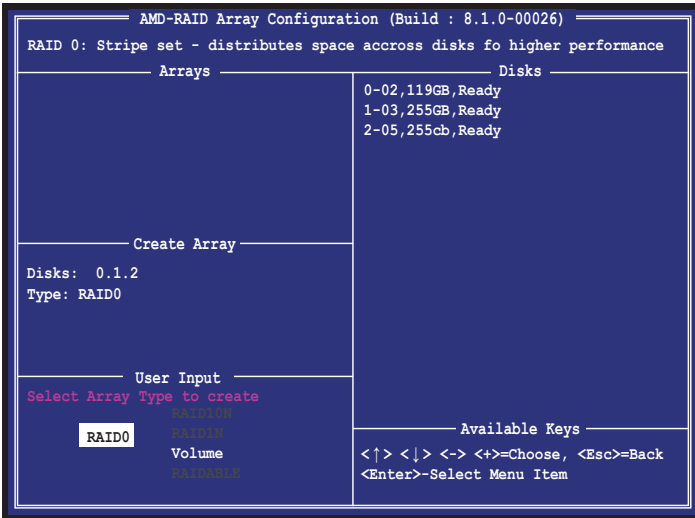 AMD-RAID Array Configuration (Build : 8.1.0-00026)
RAID 0: Stripe set - distributes space accross disks fo higher performance
Arrays
Create Array
Disks: 0.1.2
Type: RAID0
User Input
Select Array Type to create
RAID10N
RAID0 RAID1N
Volume
RAIDABLE
Disks
0-02,119GB,Ready
1-03,255GB,Ready
2-05,255cb,Ready
Available Keys
<↑> <↓> <-> <+>=Choose, <Esc>=Back
<Enter>-Select Menu Item